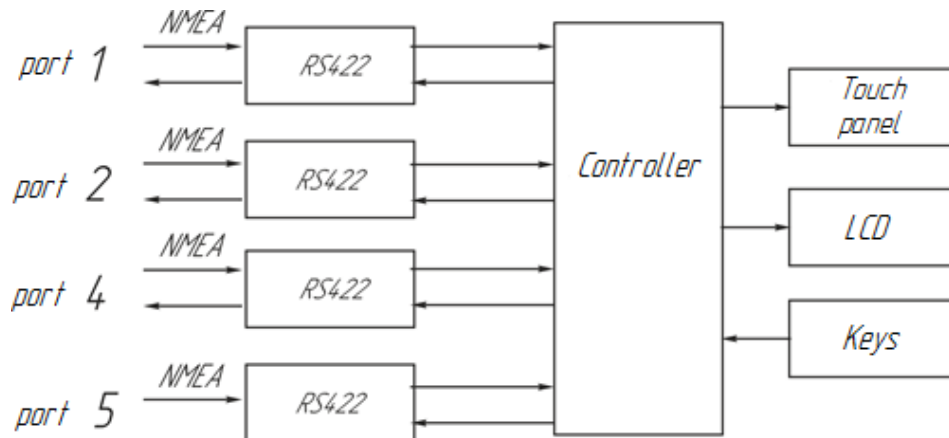 NMEA
port 1
RS422
NMEA
port 2
RS422
NMEA
port 4
RS422
NMEA
port 5
RS422
Controller
Touch
panel
LCD
Keys